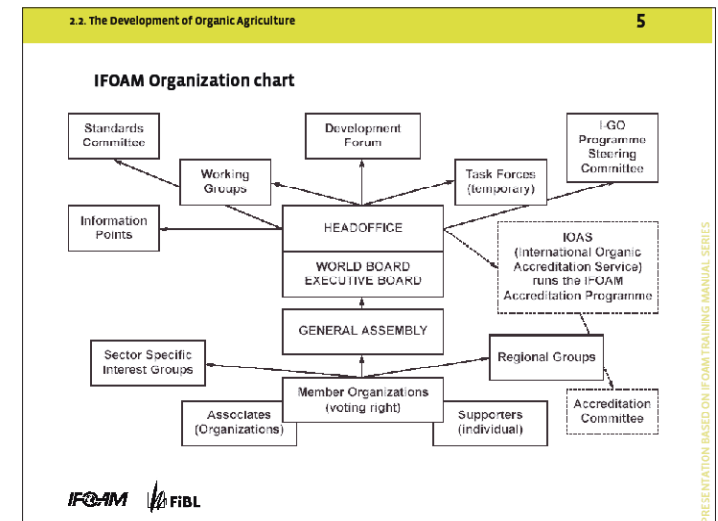 2.2. The Development of Organic Agriculture
5
IFOAM Organization chart
Standards
Committee
Development
Forum
I-GO
Programme
Steering
Committee
Working
Groups
Task Forces
(temporary)
Information
Points
HEADOFFICE
IOAS
(International Organic
Accreditation Service)
runs the IFOAM
Accreditation Programme
WORLD BOARD
EXECUTIVE BOARD
GENERAL ASSEMBLY
Sector Specific
Interest Groups
Regional Groups
Member Organizations
(voting right)
Associates
(Organizations)
Supporters
(individual)
Accreditation
Committee
IFOAM
FiBL
PRESENTATION BASED ON IFOAM TRAINING MANUAL SERIES